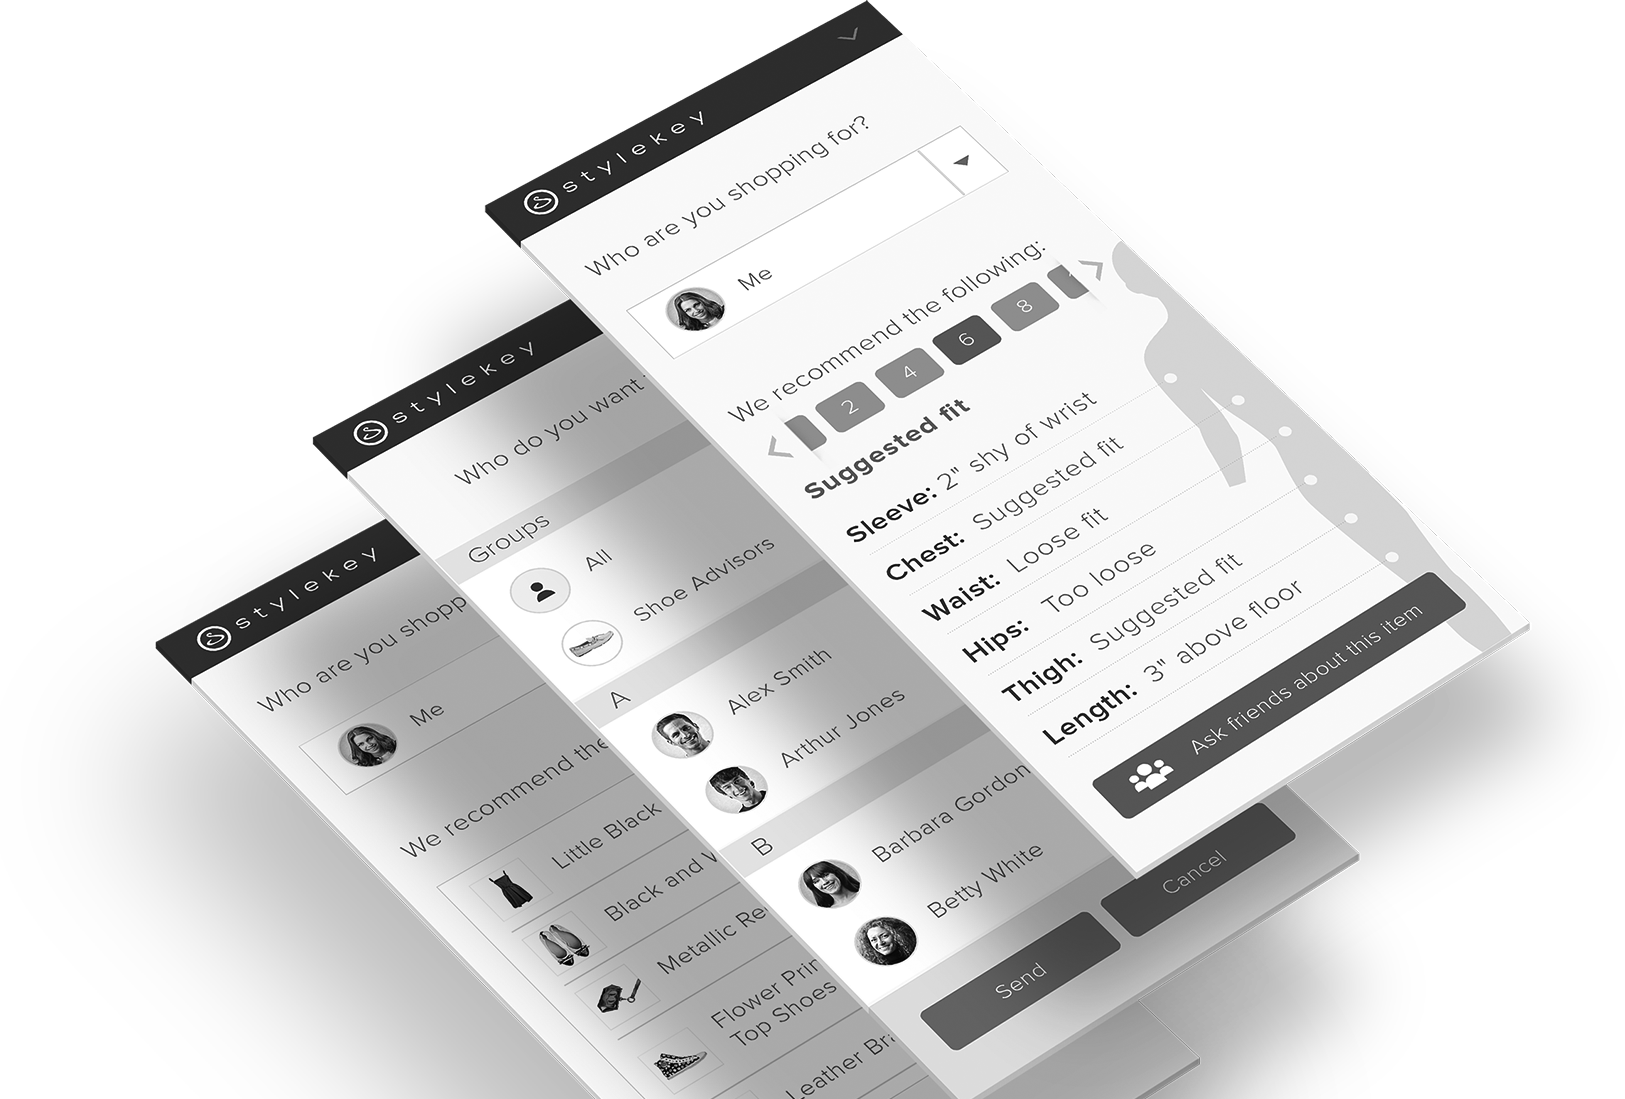 stylekey
Who are you shopping for?
Me
We recommend the following:
2 4 6 8
Suggested fit
Sleeve: 2" shy of wrist
Chest: Suggested fit
Waist: Loose fit
Hips: Too loose
Thigh: Suggested fit
Length: 3" above floor
Ask friends about this item
stylekey
Who do you want
Groups
All
Shoe Advisors
A
Alex Smith
Arthur Jones
B
Barbara Gordon
Betty White
Send
Cancel
stylekey
Who are you shopp
Me
We recommend the
Little Black
Black and
Metallic Re
Flower Prin
Top Shoes
Leather Br